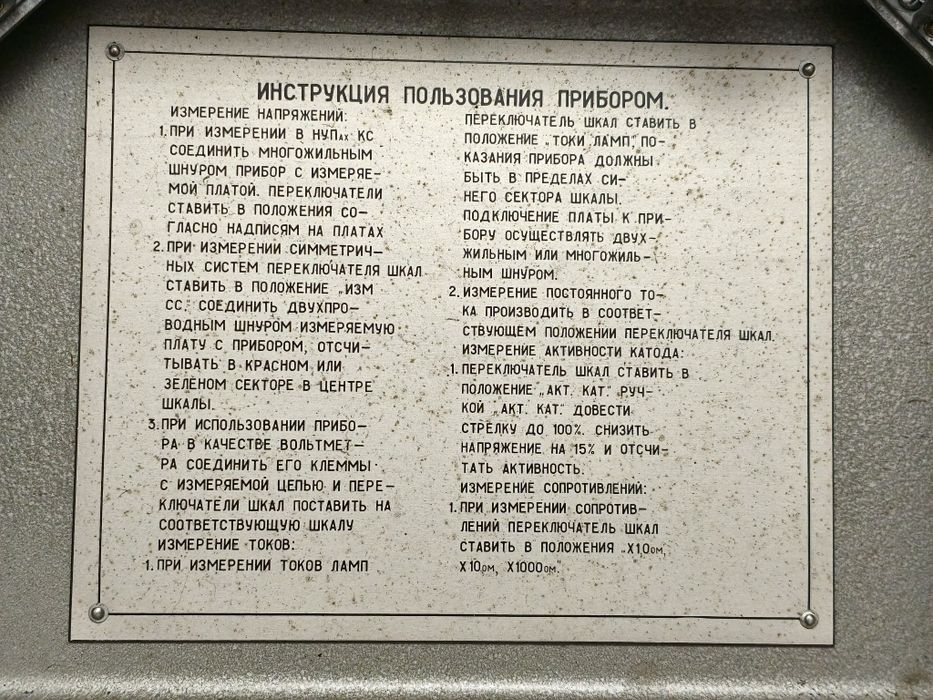 ИНСТРУКЦИЯ ПОЛЬЗОВАНИЯ ПРИБОРОМ.
ИЗМЕРЕНИЕ НАПРЯЖЕНИЙ:
1. ПРИ ИЗМЕРЕНИИ В НУПах КС
СОЕДИНИТЬ МНОГОЖИЛЬНЫМ
ШНУРОМ ПРИБОР С ИЗМЕРЯЕ-
МОЙ ПЛАТОЙ. ПЕРЕКЛЮЧАТЕЛИ
СТАВИТЬ В ПОЛОЖЕНИЯ СО-
ГЛАСНО НАДПИСЯМ НА ПЛАТАХ
2. ПРИ ИЗМЕРЕНИИ СИММЕТРИЧ-
НЫХ СИСТЕМ ПЕРЕКЛЮЧАТЕЛЯ ШКАЛ
СТАВИТЬ В ПОЛОЖЕНИЕ „ИЗМ
СС." СОЕДИНИТЬ ДВУХПРО-
ВОДНЫМ ШНУРОМ ИЗМЕРЯЕМУЮ
ПЛАТУ С ПРИБОРОМ, ОТСЧИ-
ТЫВАТЬ В КРАСНОМ ИЛИ
ЗЕЛЁНОМ СЕКТОРЕ В ЦЕНТРЕ
ШКАЛЫ.
3. ПРИ ИСПОЛЬЗОВАНИИ ПРИБО-
РА В КАЧЕСТВЕ ВОЛЬТМЕТ-
РА СОЕДИНИТЬ ЕГО КЛЕММЫ
С ИЗМЕРЯЕМОЙ ЦЕПЬЮ И ПЕРЕ-
КЛЮЧАТЕЛИ ШКАЛ ПОСТАВИТЬ НА
СООТВЕТСТВУЮЩУЮ ШКАЛУ
ИЗМЕРЕНИЕ ТОКОВ:
1. ПРИ ИЗМЕРЕНИИ ТОКОВ ЛАМП
ПЕРЕКЛЮЧАТЕЛЬ ШКАЛ СТАВИТЬ В
ПОЛОЖЕНИЕ „ТОКИ ЛАМП," ПО-
КАЗАНИЯ ПРИБОРА ДОЛЖНЫ
БЫТЬ В ПРЕДЕЛАХ СИ-
НЕГО СЕКТОРА ШКАЛЫ.
ПОДКЛЮЧЕНИЕ ПЛАТЫ К ПРИ-
БОРУ ОСУЩЕСТВЛЯТЬ ДВУХ-
ЖИЛЬНЫМ ИЛИ МНОГОЖИЛЬ-
НЫМ ШНУРОМ.
2. ИЗМЕРЕНИЕ ПОСТОЯННОГО ТО-
КА ПРОИЗВОДИТЬ В СООТВЕТ-
СТВУЮЩЕМ ПОЛОЖЕНИИ ПЕРЕКЛЮЧАТЕЛЯ ШКАЛ.
ИЗМЕРЕНИЕ АКТИВНОСТИ КАТОДА:
1. ПЕРЕКЛЮЧАТЕЛЬ ШКАЛ СТАВИТЬ В
ПОЛОЖЕНИЕ „АКТ. КАТ." РУЧ-
КОЙ „АКТ. КАТ." ДОВЕСТИ
СТРЕЛКУ ДО 100%. СНИЗИТЬ
НАПРЯЖЕНИЕ НА 15% И ОТСЧИ-
ТАТЬ АКТИВНОСТЬ.
ИЗМЕРЕНИЕ СОПРОТИВЛЕНИЙ:
1. ПРИ ИЗМЕРЕНИИ СОПРОТИВ-
ЛЕНИЙ ПЕРЕКЛЮЧАТЕЛЬ ШКАЛ
СТАВИТЬ В ПОЛОЖЕНИЯ „Х1,0ом,
Х10ом, Х1000ом."